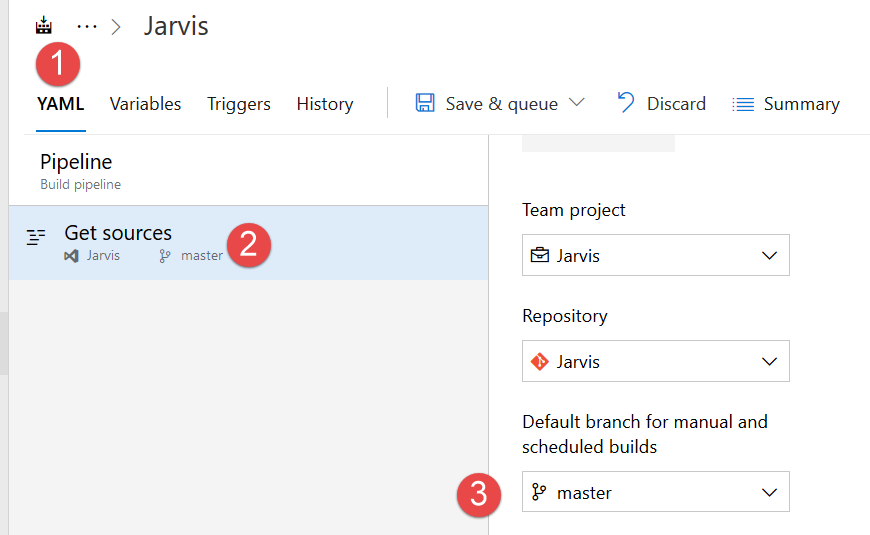 ... > Jarvis
1
YAML Variables Triggers History Save & queue Discard Summary
Pipeline
Build pipeline
Get sources
Jarvis master
2
Team project
Jarvis
Repository
Jarvis
Default branch for manual and
scheduled builds
3
master